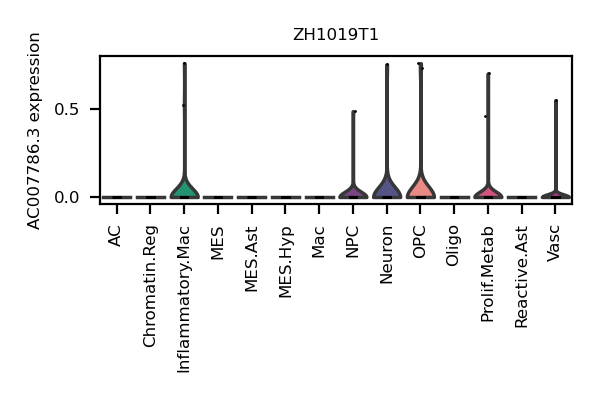 ZH1019T1
AC007786.3 expression
0.5
0.0
AC
Chromatin.Reg
Inflammatory.Mac
MES
MES.Ast
MES.Hyp
Mac
NPC
Neuron
OPC
Oligo
Prolif.Metab
Reactive.Ast
Vasc